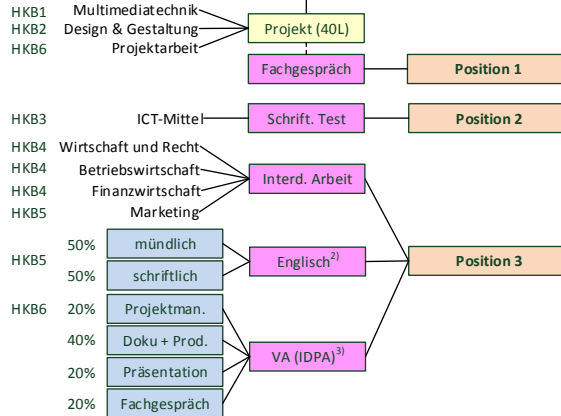 HKB1 Multimediatechnik
HKB2 Design & Gestaltung Projekt (40L)
HKB6 Projektarbeit
Fachgespräch Position 1
HKB3 ICT-Mittel Schrift. Test Position 2
HKB4 Wirtschaft und Recht
HKB4 Betriebswirtschaft
Interd. Arbeit
HKB4 Finanzwirtschaft
HKB5 Marketing
50% mündlich
HKB5 Englisch2) Position 3
50% schriftlich
HKB6 20% Projektman.
40% Doku + Prod.
VA (IDPA)3)
20% Präsentation
20% Fachgespräch